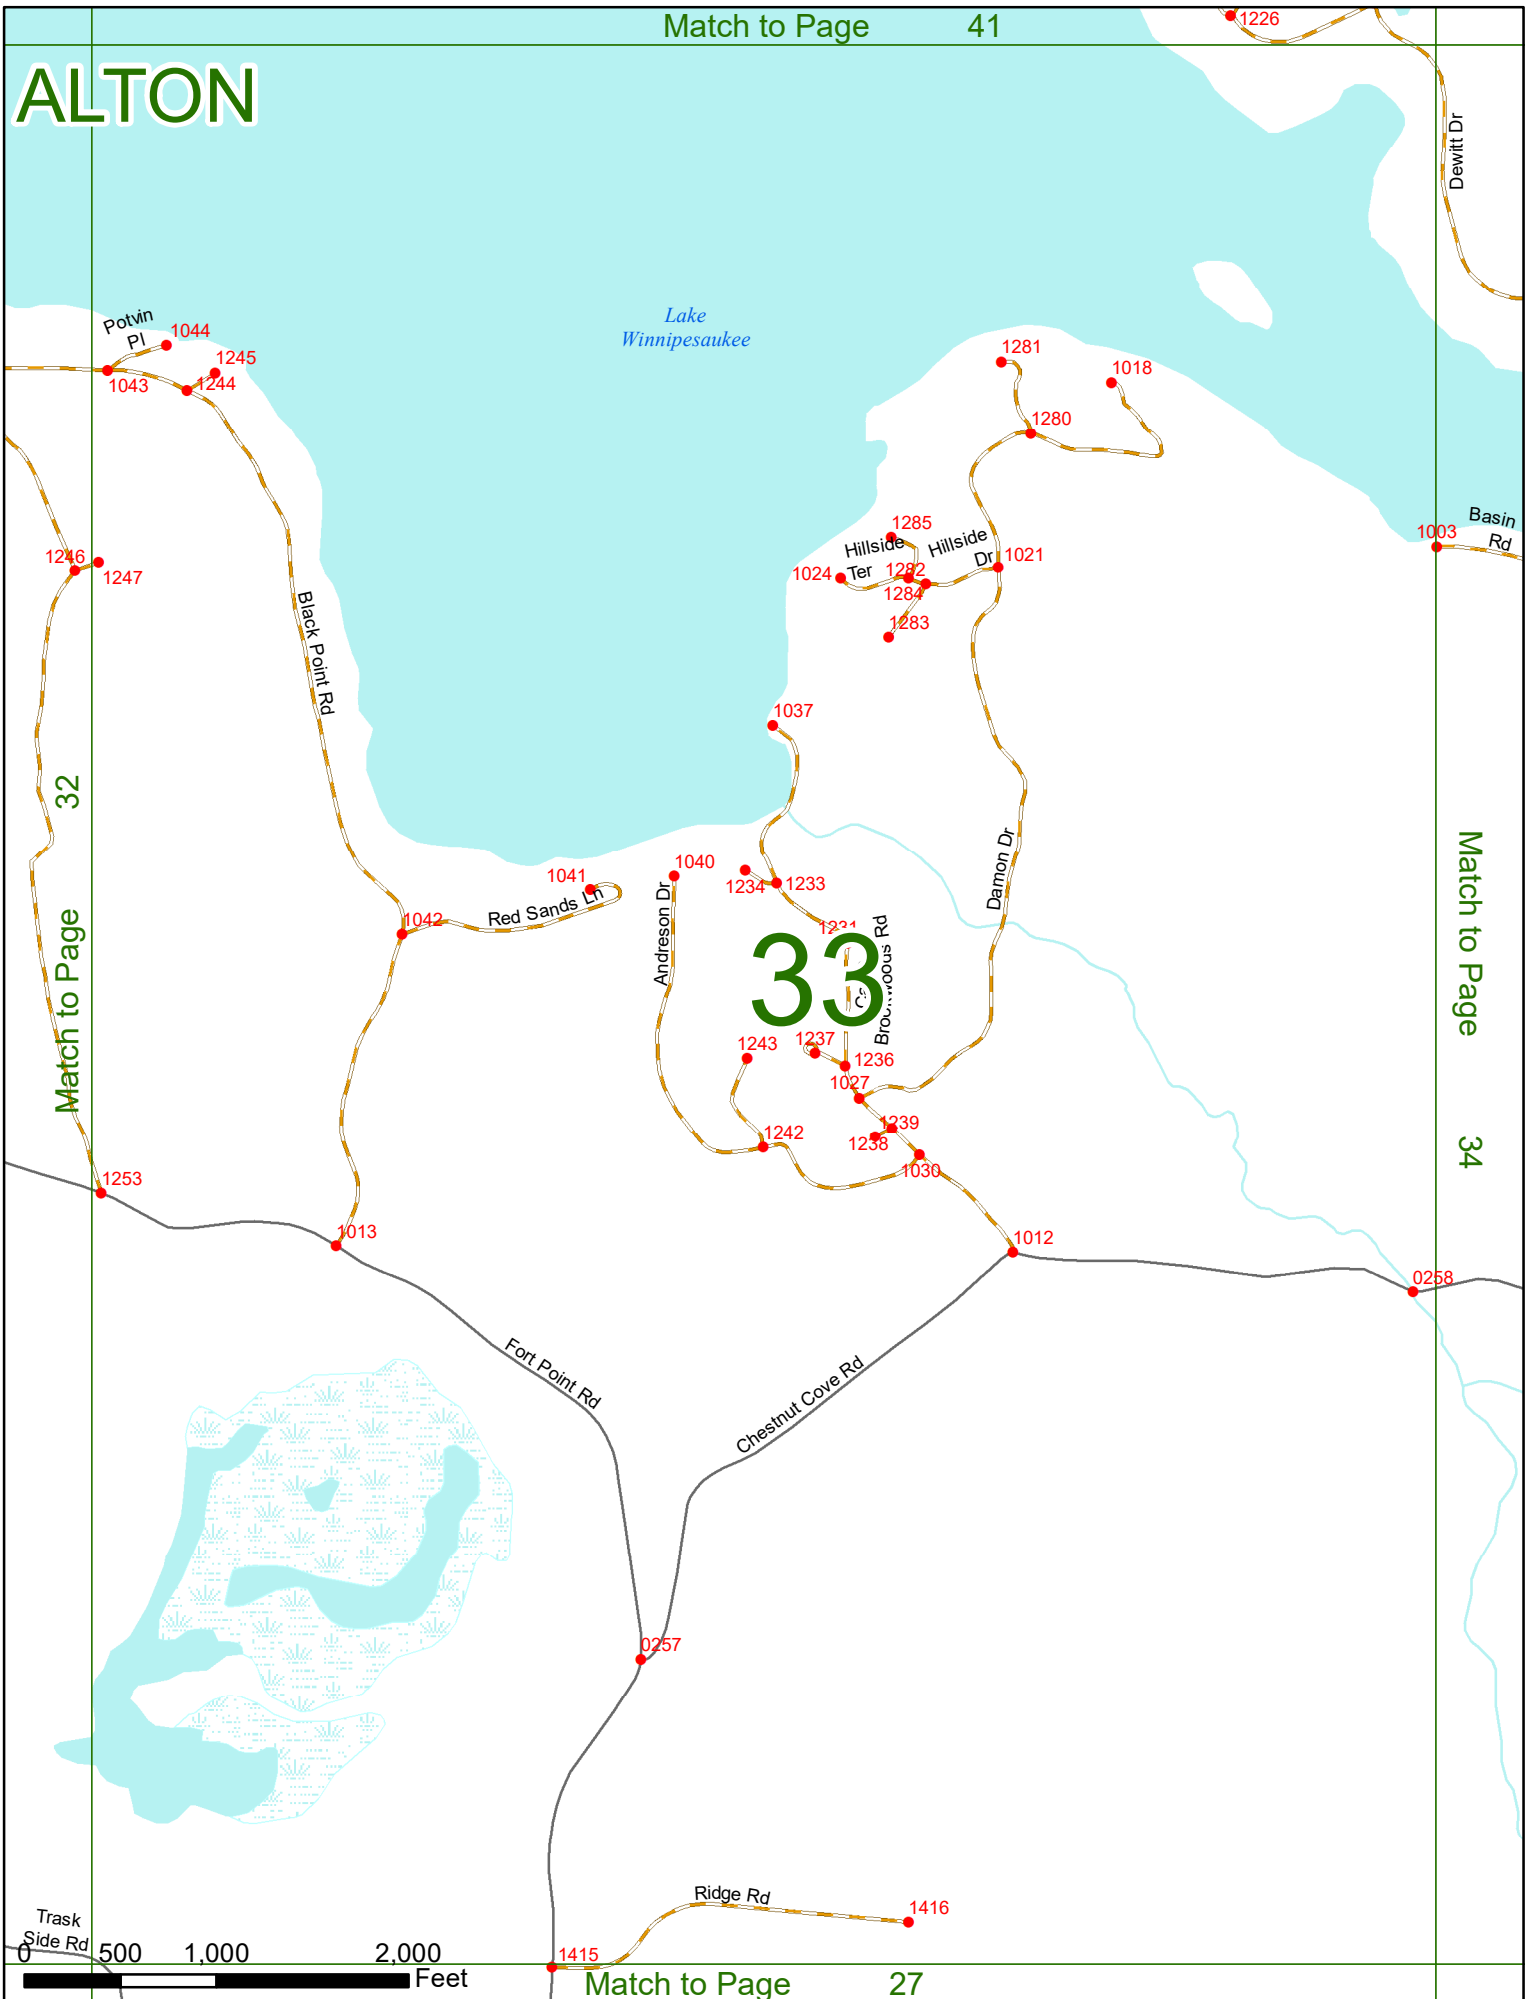 Match to Page 41
1226
ALTON
Dewitt Dr
Lake
Winnipesaukee
Potvin
Pl
1044
1245
1043
1244
1281
1018
1280
1285
Hillside
Ter
Hillside
Dr
1021
1003
Basin
Rd
1246
1247
1024
1282
1284
1283
Black Point Rd
1037
32
Match to Page
Damon Dr
Match to Page
34
1041
1040
1234
1233
1042
Red Sands Ln
Andreson Dr
1231
33
Brookwoods Rd
1243
1237
1236
1027
1239
1238
1242
1030
1253
1013
1012
0258
Fort Point Rd
Chestnut Cove Rd
0257
Ridge Rd
1416
Trask
Side Rd
0 500 1,000 2,000
Feet
1415
Match to Page 27